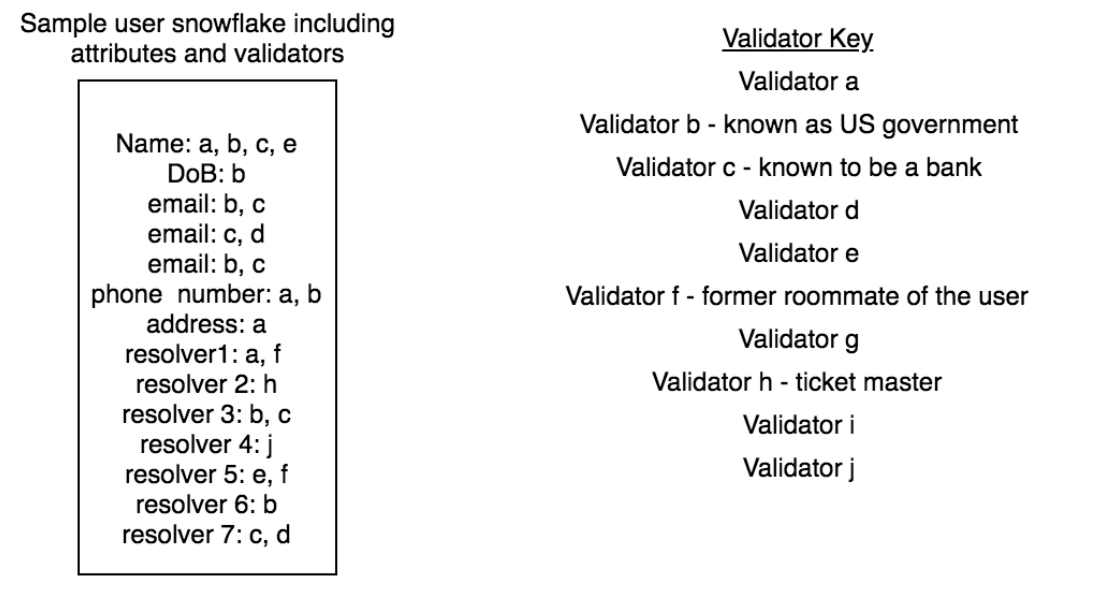 Sample user snowflake including
attributes and validators
Name: a, b, c, e
DoB: b
email: b, c
email: c, d
email: b, c
phone number: a, b
address: a
resolver1: a, f
resolver 2: h
resolver 3: b, c
resolver 4: j
resolver 5: e, f
resolver 6: b
resolver 7: c, d
Validator Key
Validator a
Validator b - known as US government
Validator c - known to be a bank
Validator d
Validator e
Validator f - former roommate of the user
Validator g
Validator h - ticket master
Validator i
Validator j